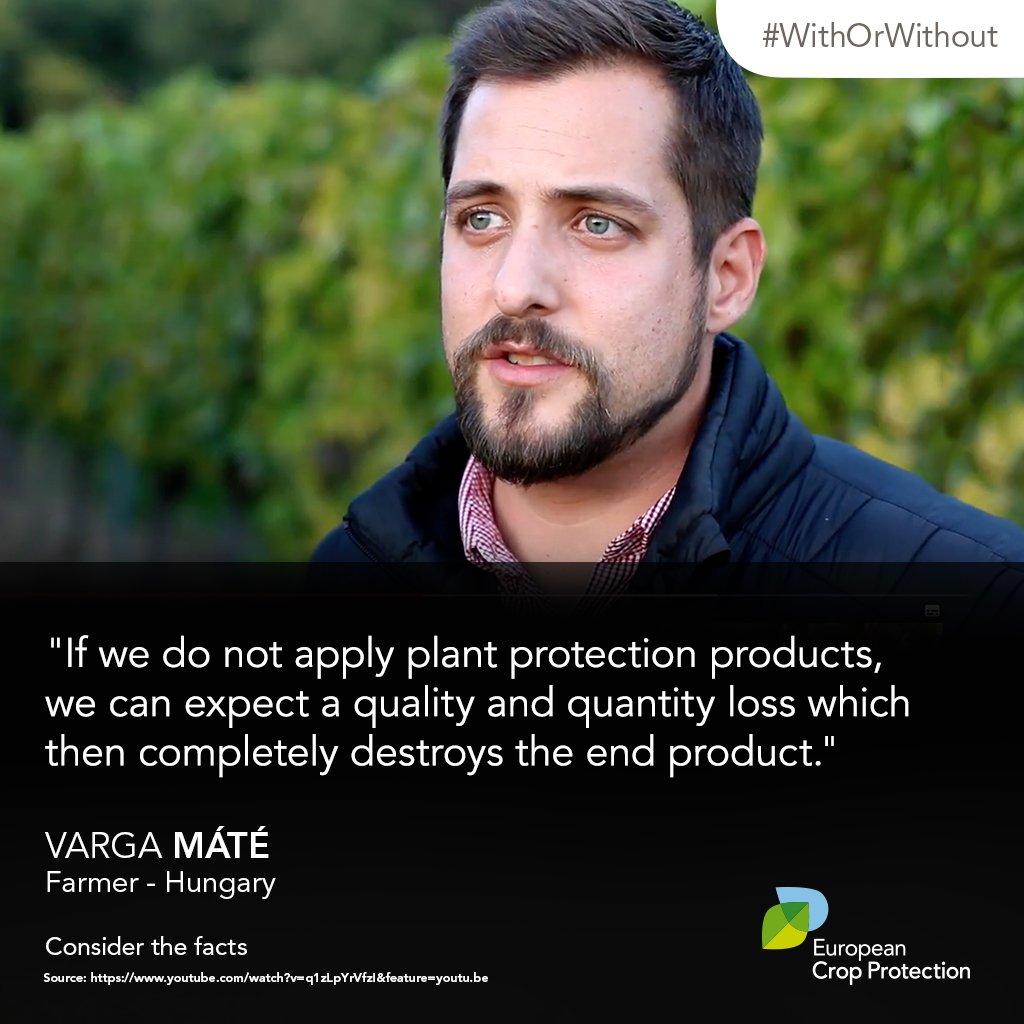 #WithOrWithout
"If we do not apply plant protection products,
we can expect a quality and quantity loss which
then completely destroys the end product."
VARGA MÁTÉ
Farmer - Hungary
Consider the facts
Source: https://www.youtube.com/watch?v=q1zLpYrVfzI&feature=youtu.be
European
Crop Protection